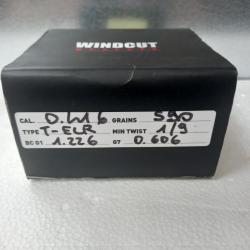 WINDCUT
CAL. 0.416 GRAINS 550
TYPE T-ELR MIN TWIST 1/9
BC G1 1.226 G7 0.606